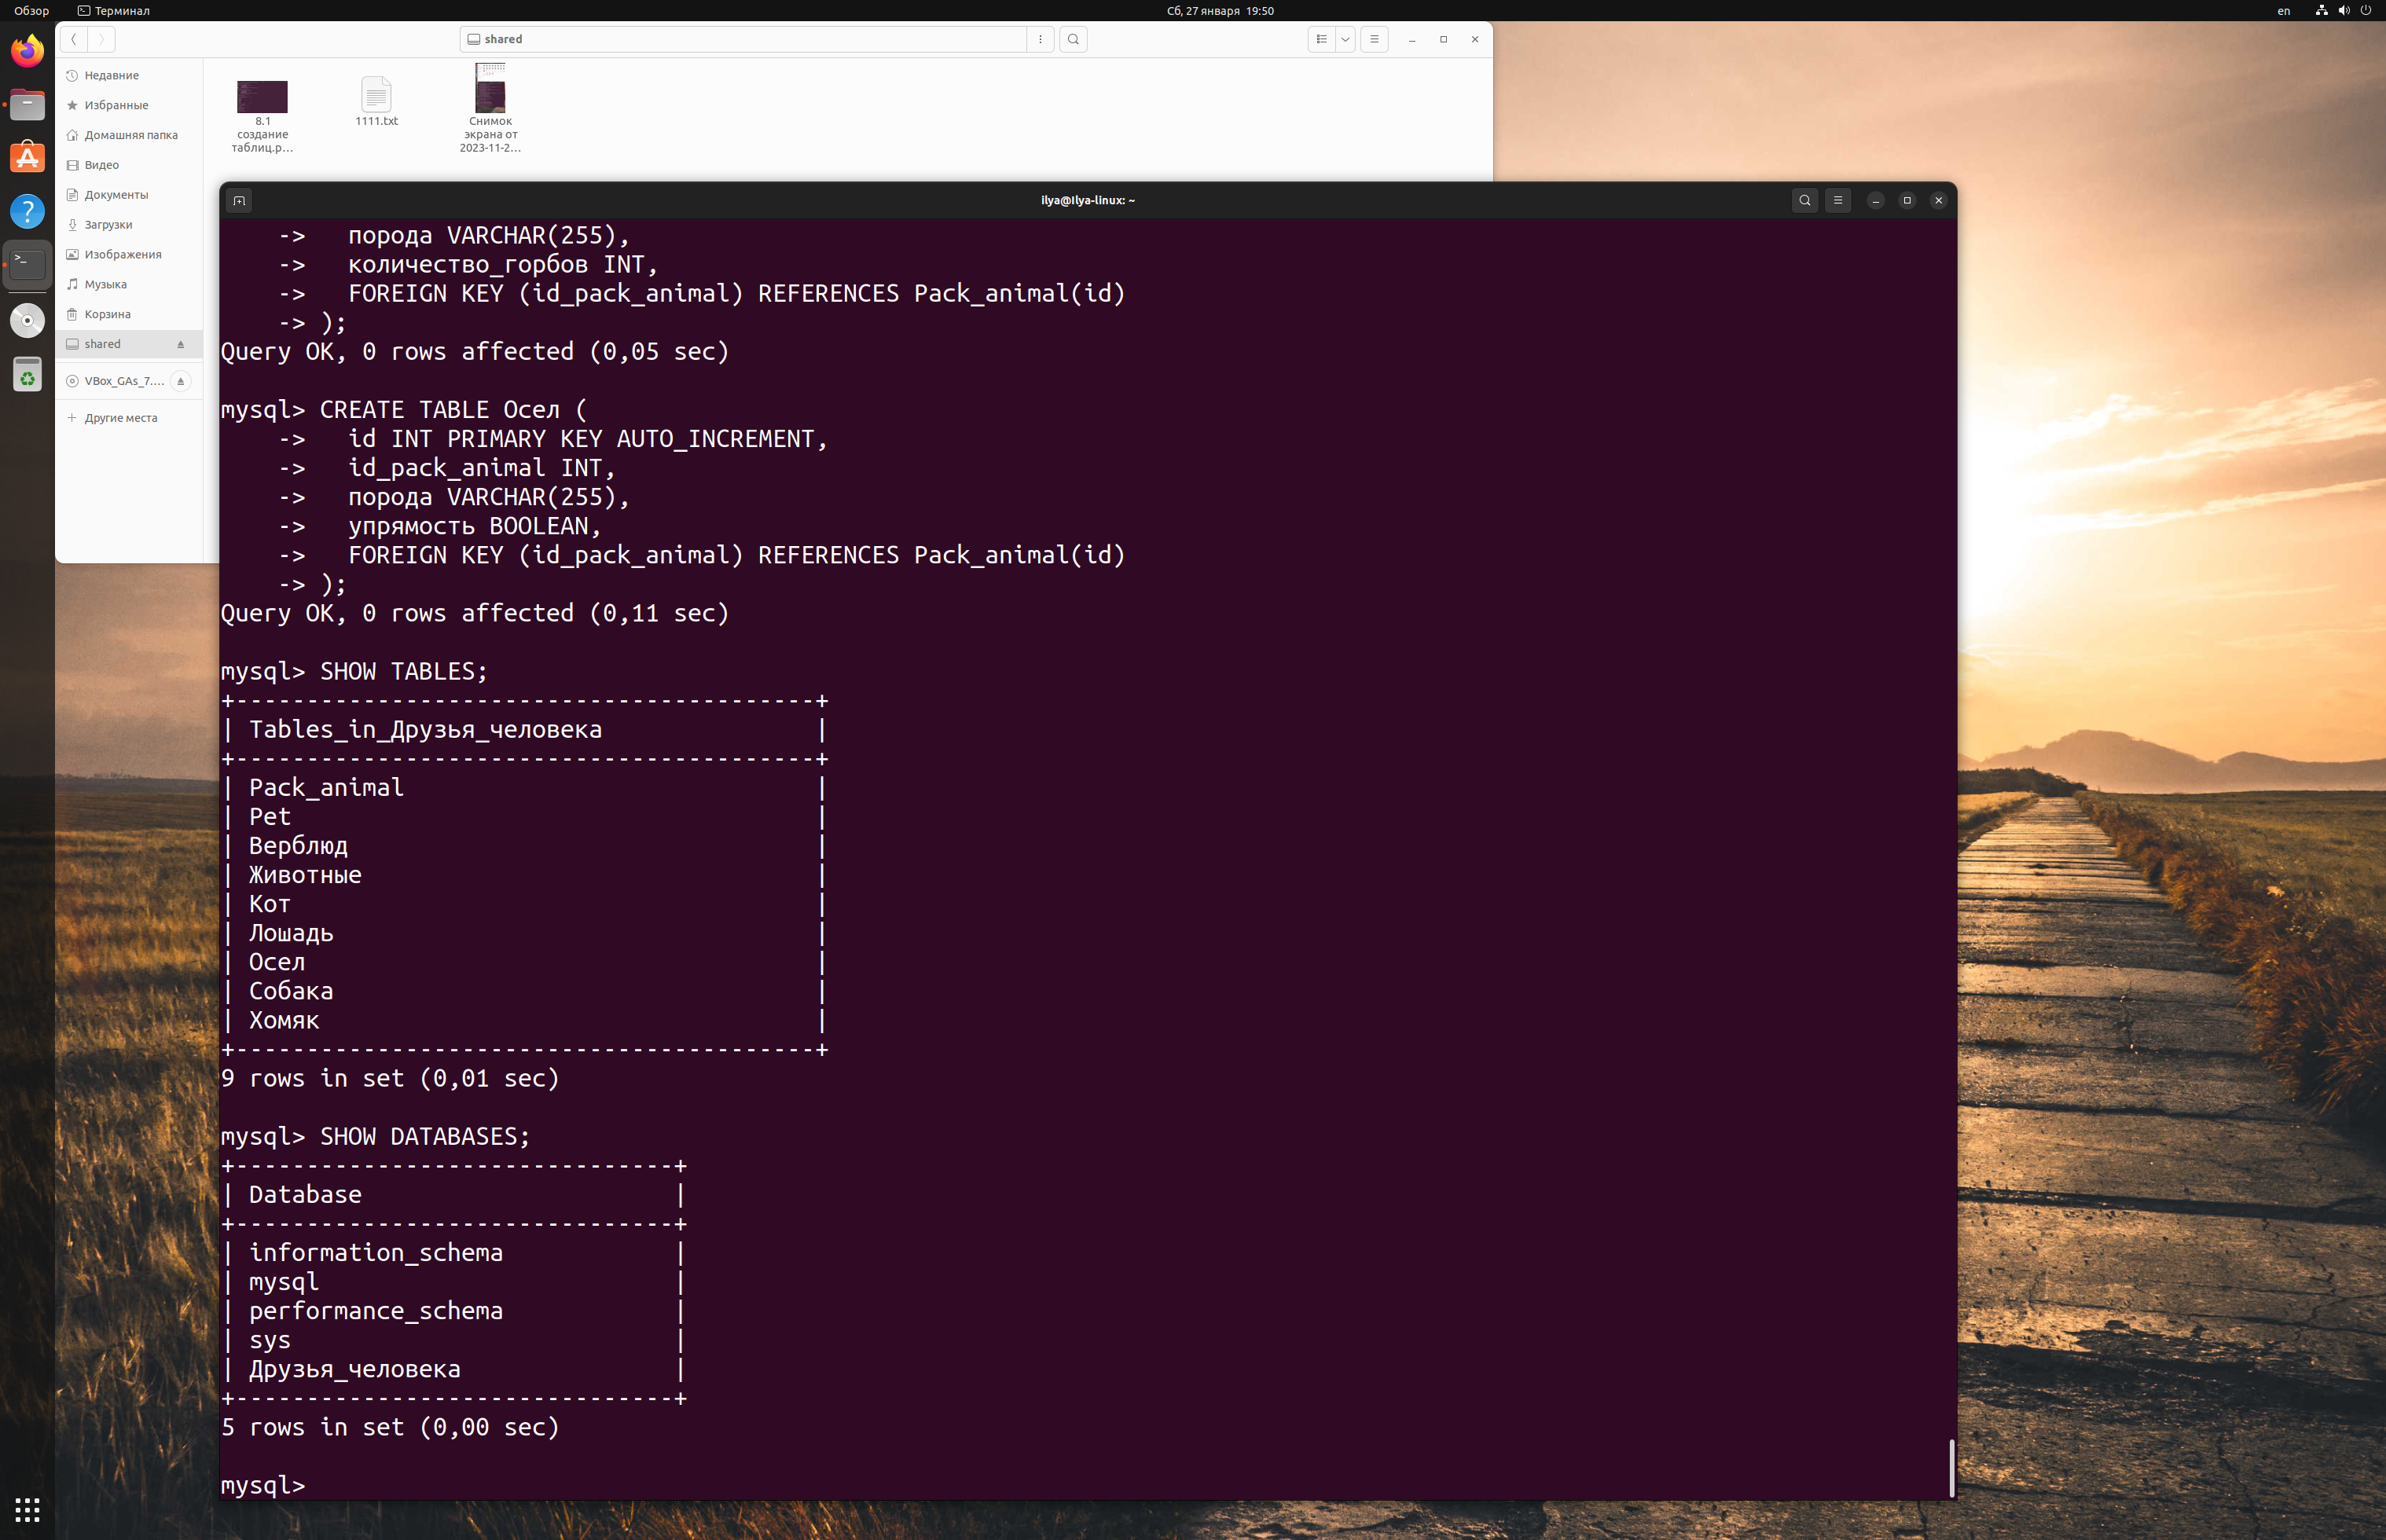 Обзор
Терминал
Сб, 27 января 19:50
en
shared
Недавние
Избранные
Домашняя папка
Видео
Документы
Загрузки
Изображения
Музыка
Корзина
shared
VBox_GAs_7....
Другие места
8.1
создание
таблиц.p...
1111.txt
Снимок
экрана от
2023-11-2...
ilya@Ilya-linux: ~
    ->   порода VARCHAR(255),
    ->   количество_горбов INT,
    ->   FOREIGN KEY (id_pack_animal) REFERENCES Pack_animal(id)
    -> );
Query OK, 0 rows affected (0,05 sec)
mysql> CREATE TABLE Осел (
    ->   id INT PRIMARY KEY AUTO_INCREMENT,
    ->   id_pack_animal INT,
    ->   порода VARCHAR(255),
    ->   упрямость BOOLEAN,
    ->   FOREIGN KEY (id_pack_animal) REFERENCES Pack_animal(id)
    -> );
Query OK, 0 rows affected (0,11 sec)
mysql> SHOW TABLES;
+-----------------------------------------+
| Tables_in_Друзья_человека               |
+-----------------------------------------+
| Pack_animal                             |
| Pet                                     |
| Верблюд                                 |
| Животные                                |
| Кот                                     |
| Лошадь                                  |
| Осел                                    |
| Собака                                  |
| Хомяк                                   |
+-----------------------------------------+
9 rows in set (0,01 sec)
mysql> SHOW DATABASES;
+-------------------------------+
| Database                      |
+-------------------------------+
| information_schema            |
| mysql                         |
| performance_schema            |
| sys                           |
| Друзья_человека               |
+-------------------------------+
5 rows in set (0,00 sec)
mysql>